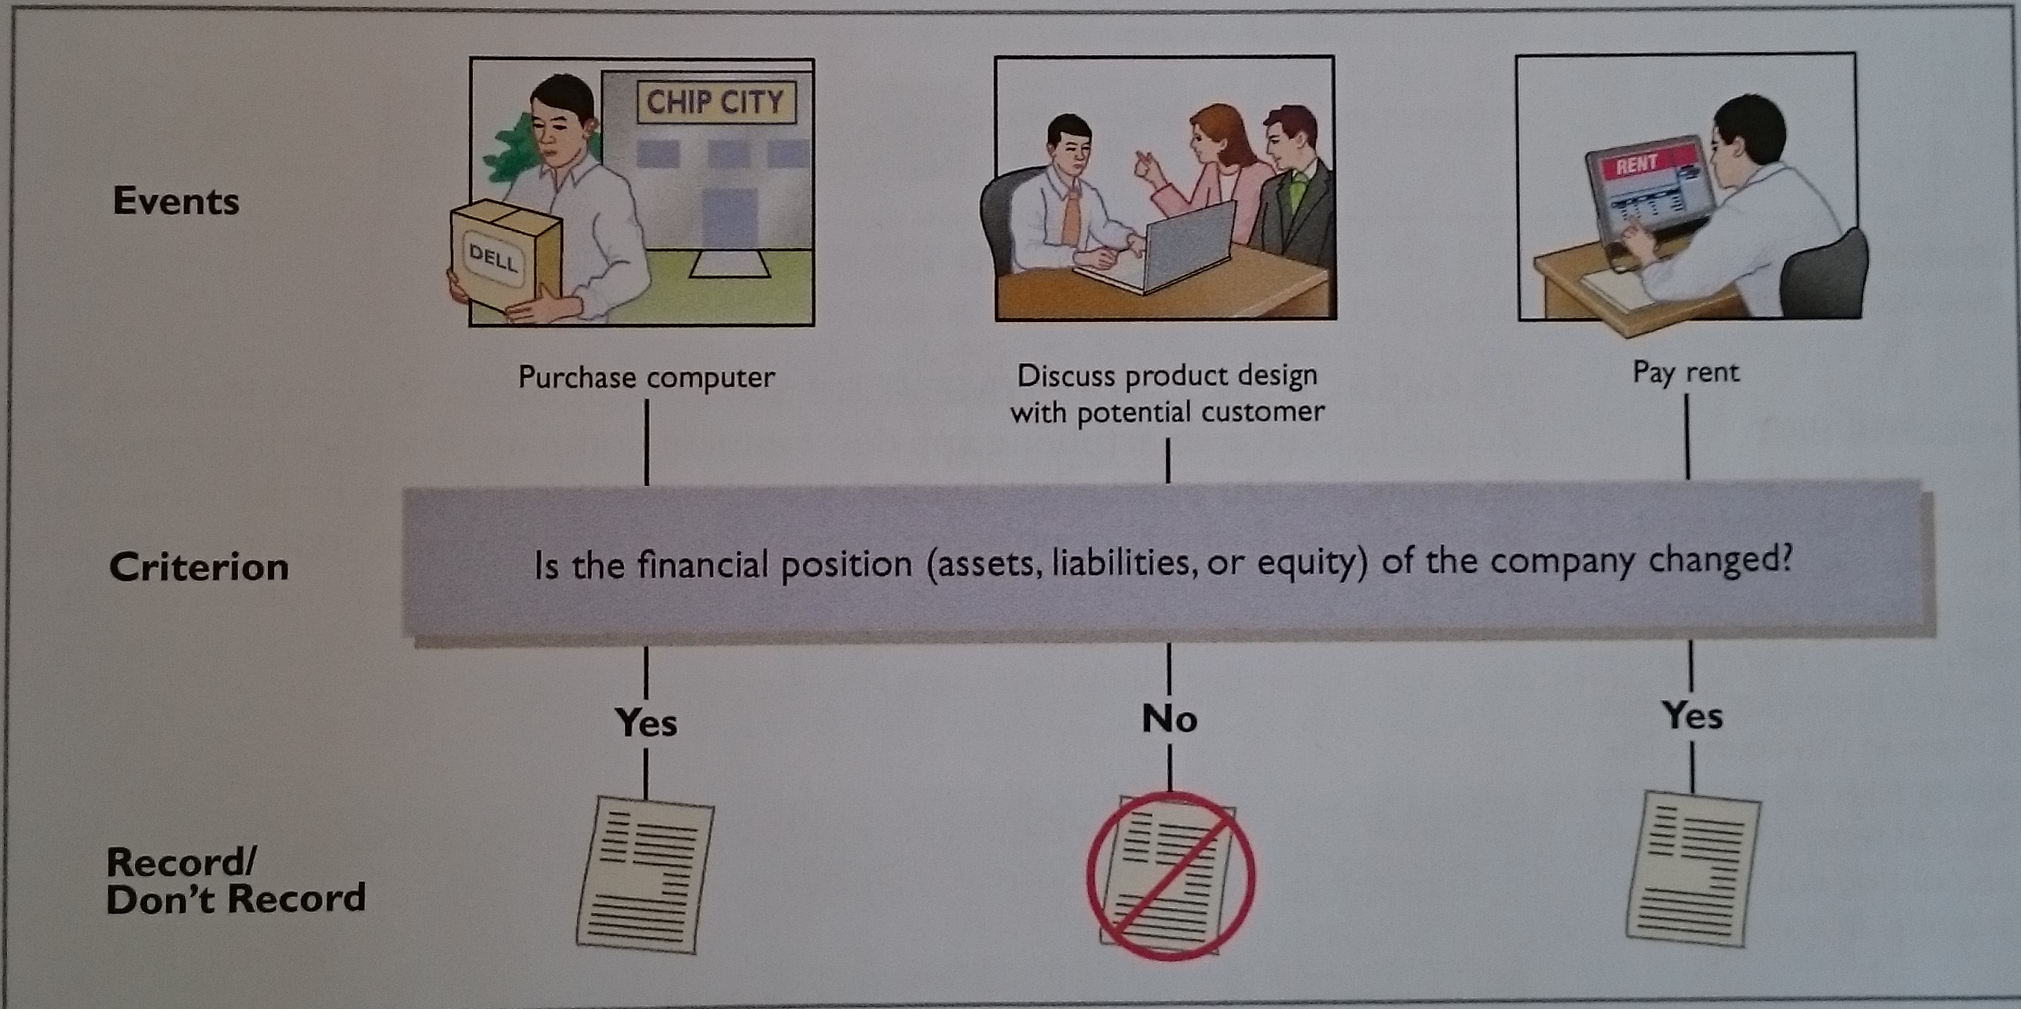 CHIP CITY
DELL
RENT
Events
Purchase computer
Discuss product design
with potential customer
Pay rent
Criterion
Is the financial position (assets, liabilities, or equity) of the company changed?
Yes
No
Yes
Record/
Don't Record